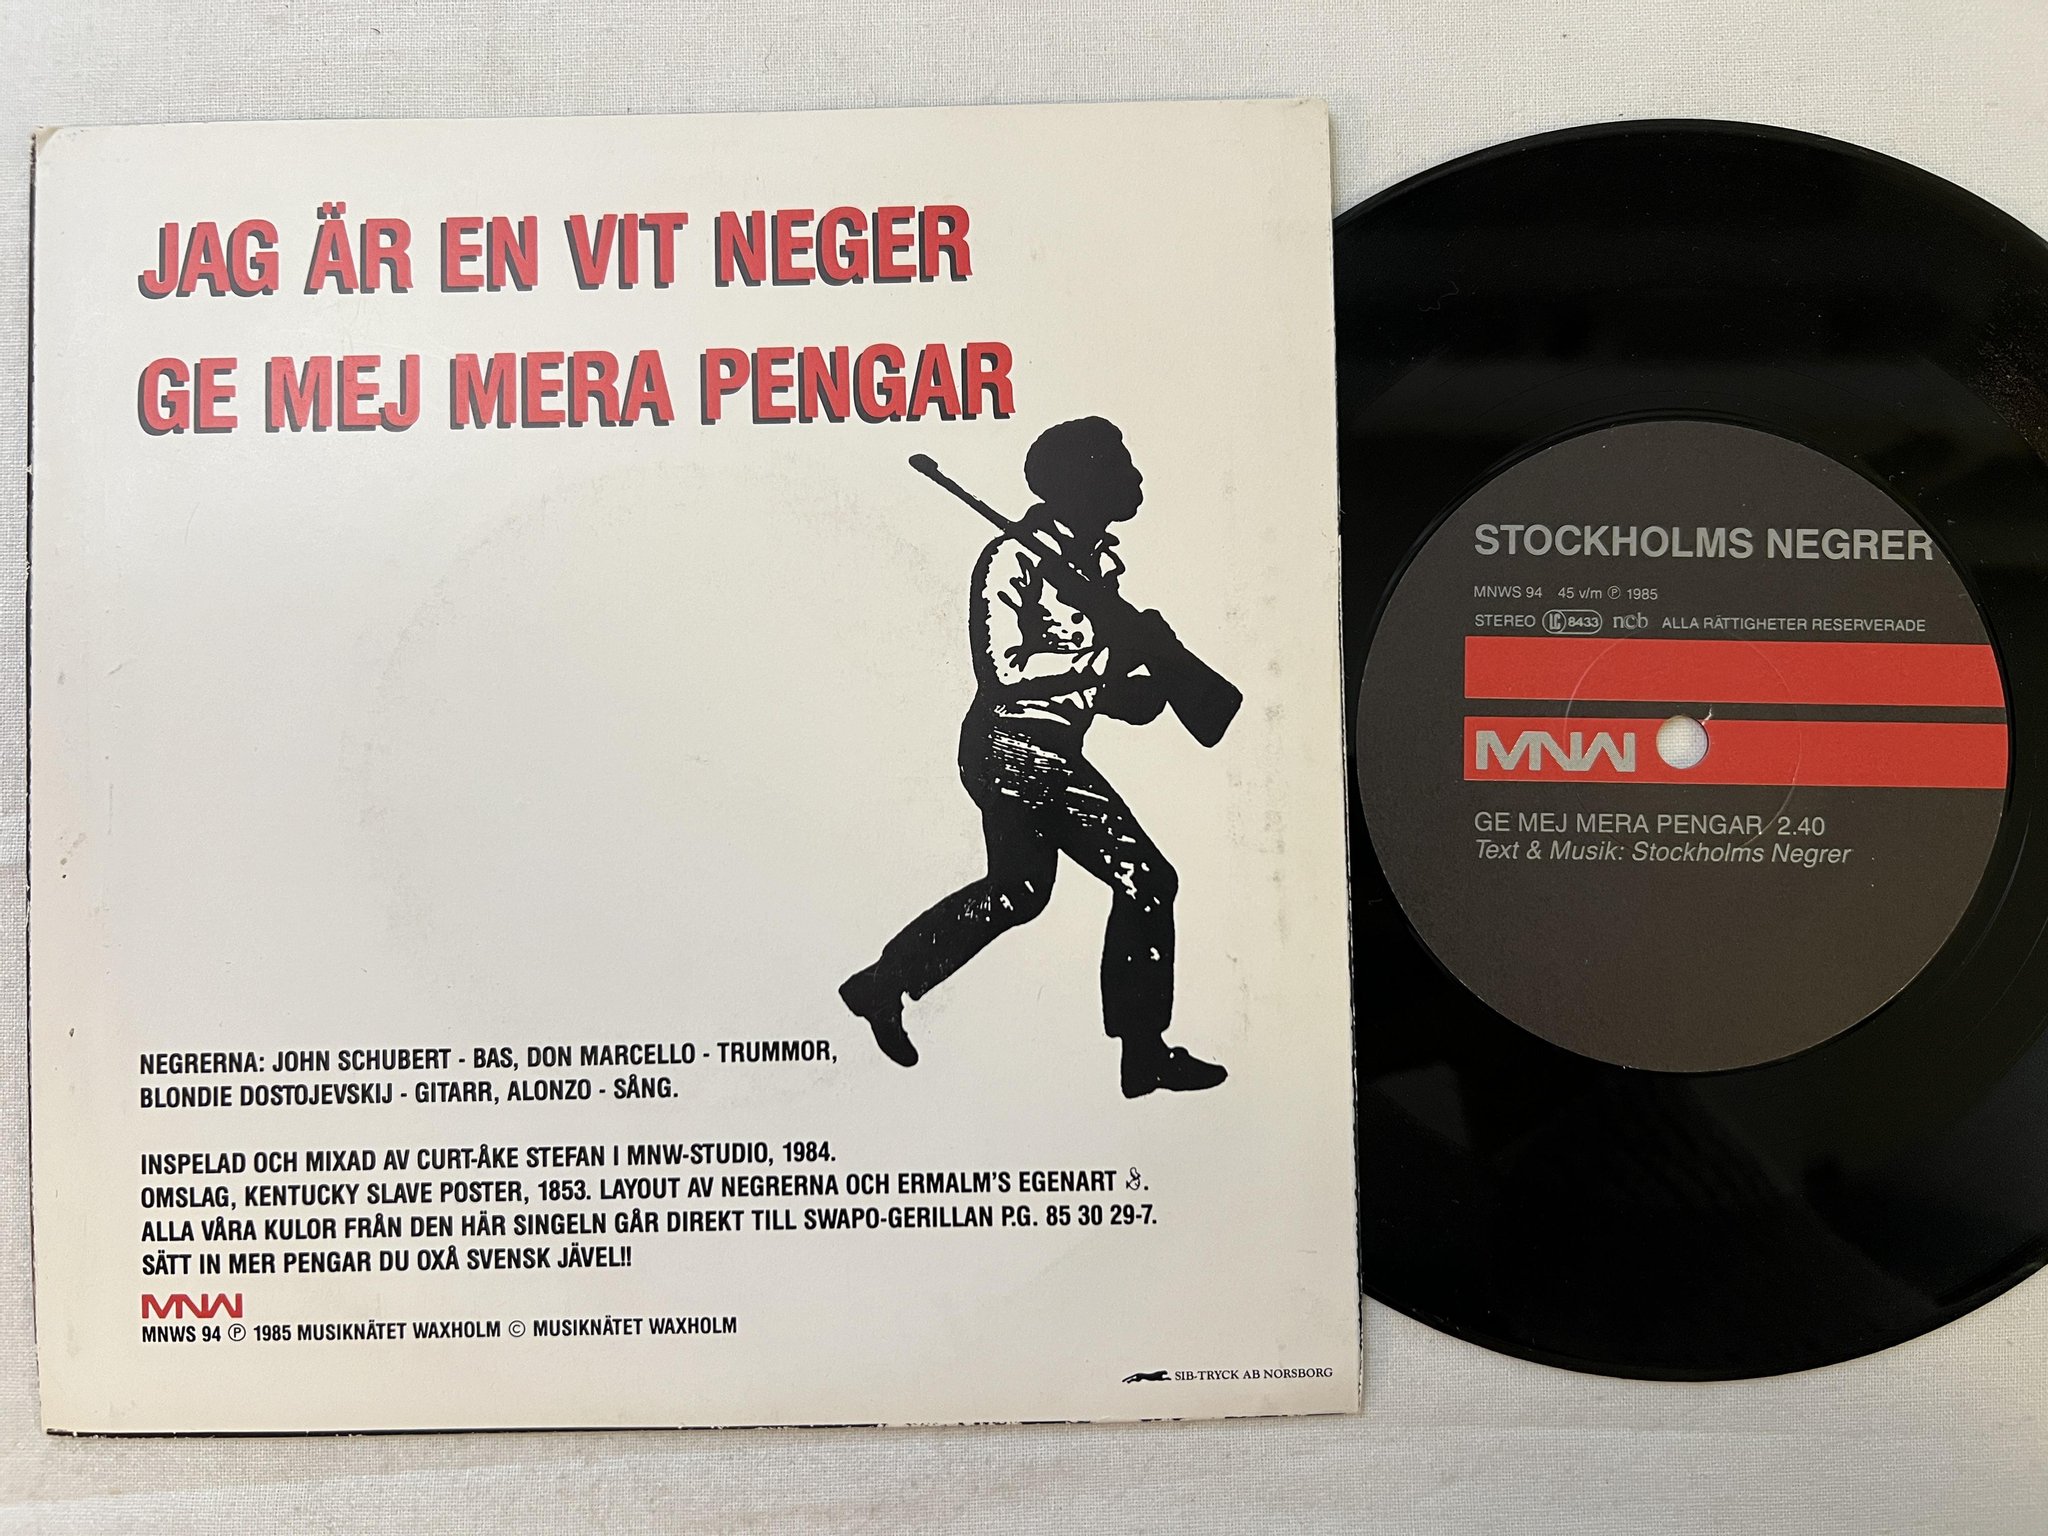 JAG ÄR EN VIT NEGER
GE MEJ MERA PENGAR
NEGRERNA: JOHN SCHUBERT - BAS, DON MARCELLO - TRUMMOR,
BLONDIE DOSTOJEVSKIJ - GITARR, ALONZO - SÅNG.
INSPELAD OCH MIXAD AV CURT-ÅKE STEFAN I MNW-STUDIO, 1984.
OMSLAG, KENTUCKY SLAVE POSTER, 1853. LAYOUT AV NEGRERNA OCH ERMALM'S EGENART .
ALLA VÅRA KULOR FRÅN DEN HÄR SINGELN GÅR DIREKT TILL SWAPO-GERILLAN P.G. 85 30 29-7.
SÄTT IN MER PENGAR DU OXÅ SVENSK JÄVEL!!
MNW
MNWS 94 ℗ 1985 MUSIKNÄTET WAXHOLM © MUSIKNÄTET WAXHOLM
SIB-TRYCK AB NORSBORG
STOCKHOLMS NEGRER
MNWS 94 45 v/m ℗ 1985
STEREO LC 8433 ncb ALLA RÄTTIGHETER RESERVERADE
MNW
GE MEJ MERA PENGAR 2.40
Text & Musik: Stockholms Negrer